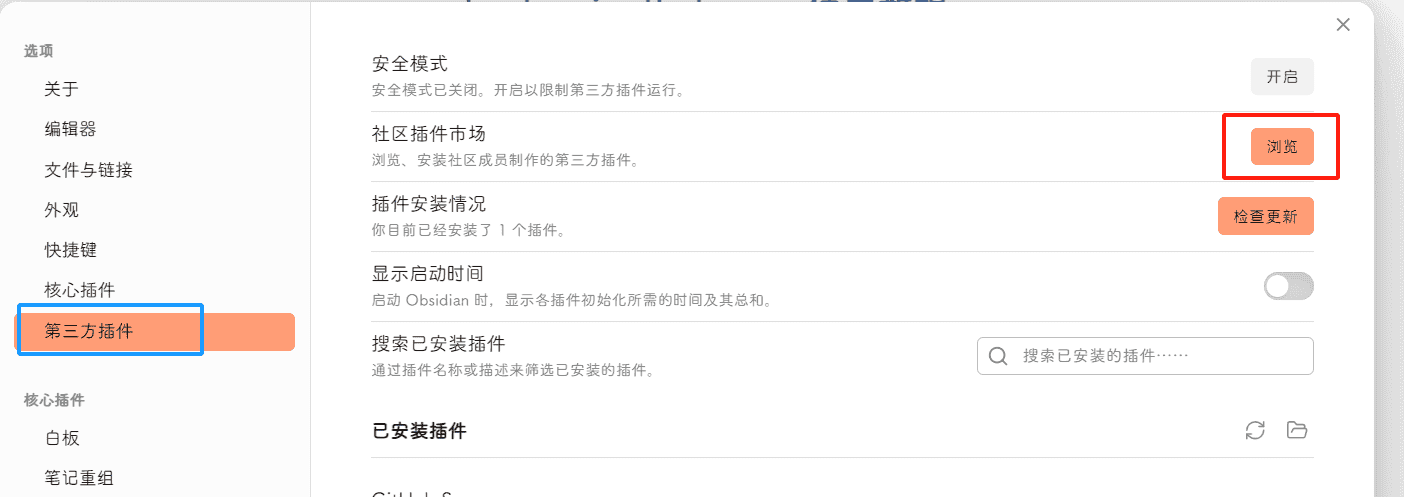 选项
关于
编辑器
文件与链接
外观
快捷键
核心插件
第三方插件
核心插件
白板
笔记重组
安全模式
安全模式已关闭。开启以限制第三方插件运行。
开启
社区插件市场
浏览、安装社区成员制作的第三方插件。
浏览
插件安装情况
你目前已经安装了 1 个插件。
检查更新
显示启动时间
启动 Obsidian 时，显示各插件初始化所需的时间及其总和。
搜索已安装插件
通过插件名称或描述来筛选已安装的插件。
搜索已安装的插件……
已安装插件